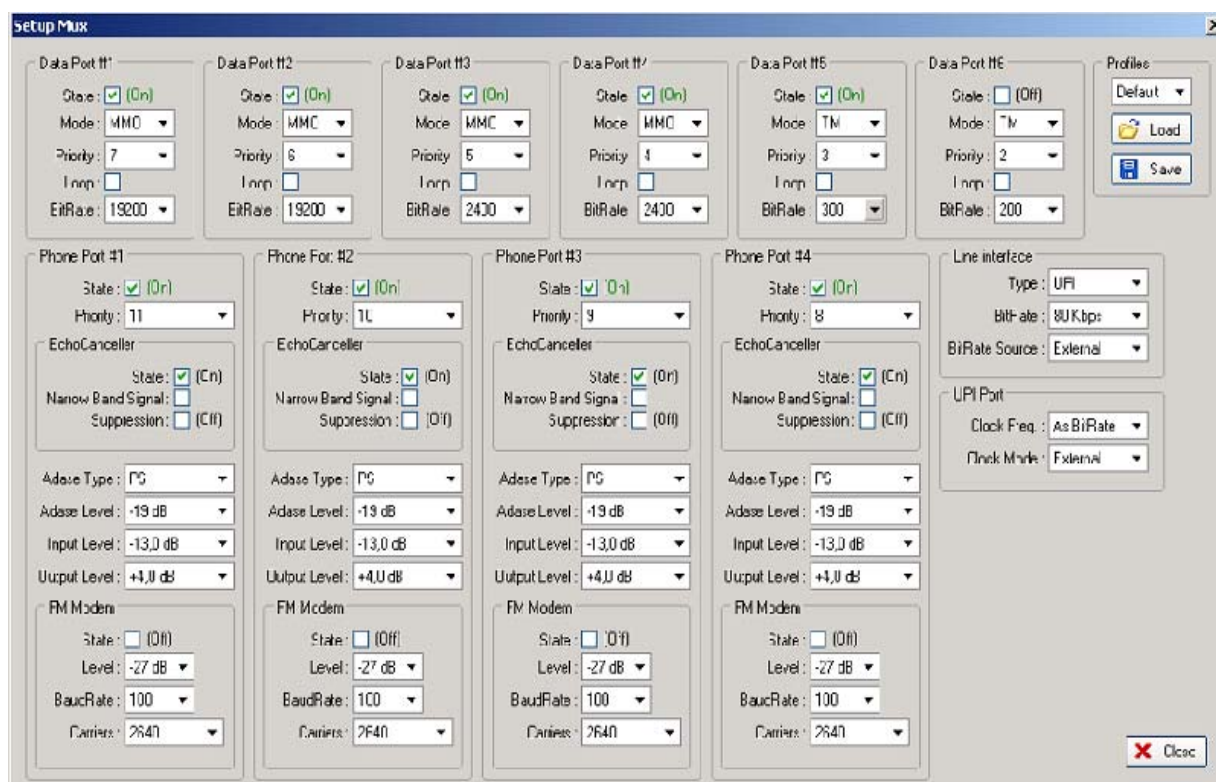 Setup Mux
Data Port #1
State: (On)
Mode: MMO
Priority: 7
Loop:
BitRate: 19200
Data Port #2
State: (On)
Mode: MMO
Priority: 6
Loop:
BitRate: 19200
Data Port #3
State (On)
Mode MMO
Priority 5
Loop
BitRate 2400
Data Port #4
State (On)
Mode MMO
Priority 4
Loop
BitRate 2400
Data Port #5
State: (On)
Mode TM
Priority: 3
Loop
BitRate: 300
Data Port #6
State: (Off)
Mode: TM
Priority: 2
Loop:
BitRate: 200
Profiles
Default
Load
Save
Phone Port #1
State: (On)
Priority: 11
EchoCanceller
State: (On)
Narrow Band Signal:
Suppression: (Off)
Adase Type:
Adase Level: -19 dB
Input Level: -13,0 dB
Output Level: +4,0 dB
FM Modem
State: (Off)
Level: -27 dB
BaudRate: 100
Carriers: 2640
Phone Port #2
State: (On)
Priority: 10
EchoCanceller
State: (On)
Narrow Band Signal:
Suppression: (Off)
Adase Type:
Adase Level: -19 dB
Input Level: -13,0 dB
Output Level: +4,0 dB
FM Modem
State: (Off)
Level: -27 dB
BaudRate: 100
Carriers: 2640
Phone Port #3
State: (On)
Priority: 9
EchoCanceller
State: (On)
Narrow Band Signal
Suppression: (Off)
Adase Type:
Adase Level: -19 dB
Input Level: -13,0 dB
Output Level: +4,0 dB
FM Modem
State: (Off)
Level: -27 dB
BaudRate: 100
Carriers: 2640
Phone Port #4
State: (On)
Priority: 8
EchoCanceller
State: (On)
Narrow Band Signal:
Suppression: (Off)
Adase Type:
Adase Level: -19 dB
Input Level: -13,0 dB
Output Level: +4,0 dB
FM Modem
State: (Off)
Level: -27 dB
BaudRate: 100
Carriers: 2640
Line interface
Type: UPI
BitRate: 80 Kbps
BitRate Source: External
UPI Port
Clock Freq.: As BitRate
Clock Mode: External
Close